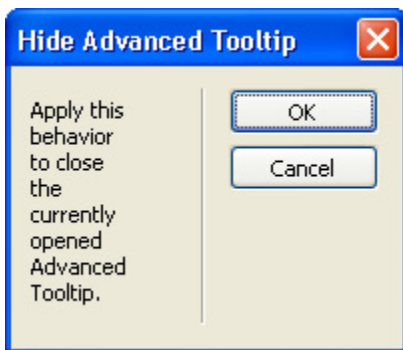 Hide Advanced Tooltip
Apply this
behavior
to close
the
currently
opened
Advanced
Tooltip.
OK
Cancel